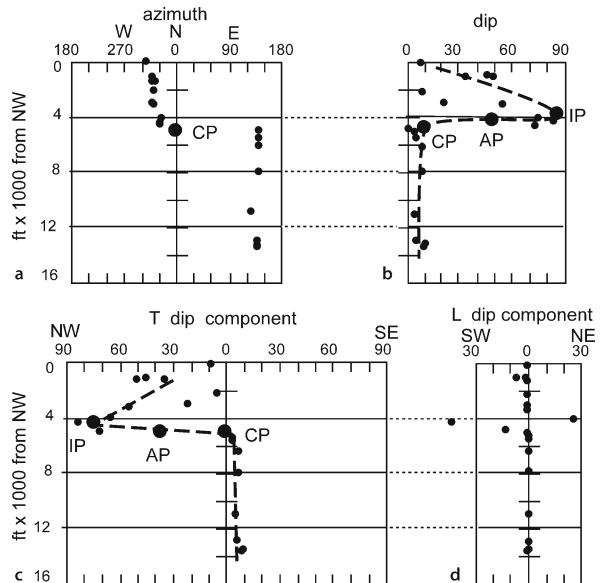 azimuth
W N E
180 270 0 90 180
0
4
8
12
16
ft x 1000 from NW
CP
a
dip
0 30 60 90
IP
AP
CP
b
T dip component
NW SE
90 60 30 0 30 60 90
0
4
8
12
16
ft x 1000 from NW
IP
AP
CP
c
L dip component
SW NE
30 0 30
d